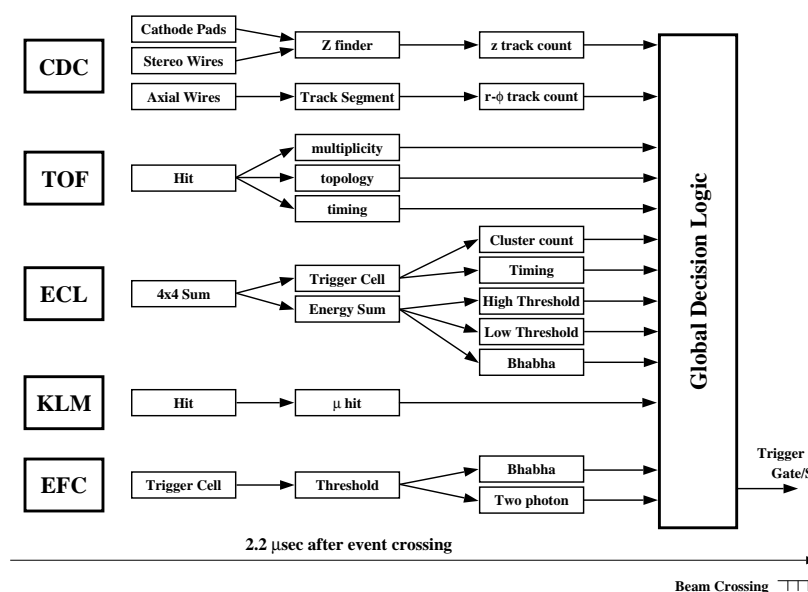 CDC
Cathode Pads
Stereo Wires
Z finder
z track count
Axial Wires
Track Segment
r-φ track count
TOF
Hit
multiplicity
topology
timing
ECL
4x4 Sum
Trigger Cell
Energy Sum
Cluster count
Timing
High Threshold
Low Threshold
Bhabha
KLM
Hit
μ hit
EFC
Trigger Cell
Threshold
Bhabha
Two photon
Global Decision Logic
Trigger
Gate/S
2.2 μsec after event crossing
Beam Crossing